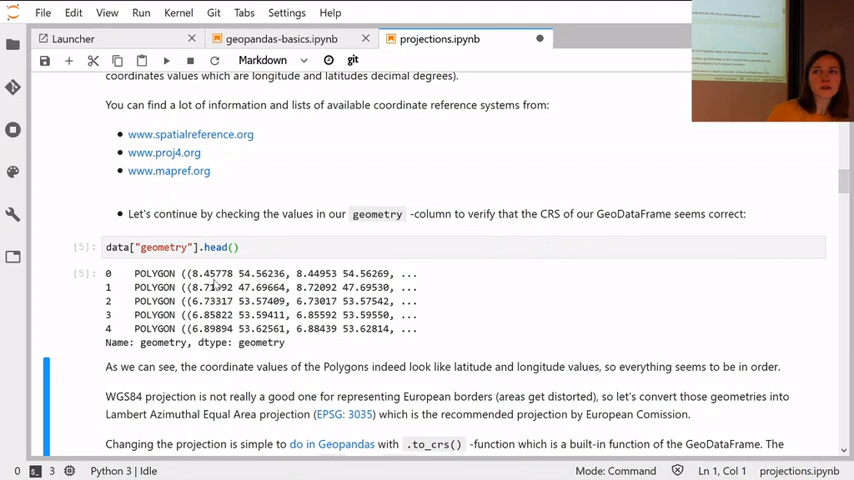 File Edit View Run Kernel Git Tabs Settings Help
Launcher geopandas-basics.ipynb projections.ipynb
Markdown git
coordinates values which are longitude and latitudes decimal degrees).
You can find a lot of information and lists of available coordinate reference systems from:
www.spatialreference.org
www.proj4.org
www.mapref.org
Let's continue by checking the values in our geometry -column to verify that the CRS of our GeoDataFrame seems correct:
[5]: data["geometry"].head()
[5]: 0 POLYGON ((8.45778 54.56236, 8.44953 54.56269, ...
1 POLYGON ((8.71992 47.69664, 8.72092 47.69530, ...
2 POLYGON ((6.73317 53.57409, 6.73017 53.57542, ...
3 POLYGON ((6.85822 53.59411, 6.85592 53.59550, ...
4 POLYGON ((6.89894 53.62561, 6.88439 53.62814, ...
Name: geometry, dtype: geometry
As we can see, the coordinate values of the Polygons indeed look like latitude and longitude values, so everything seems to be in order.
WGS84 projection is not really a good one for representing European borders (areas get distorted), so let's convert those geometries into
Lambert Azimuthal Equal Area projection (EPSG: 3035) which is the recommended projection by European Comission.
Changing the projection is simple to do in Geopandas with .to_crs() -function which is a built-in function of the GeoDataFrame. The
0 3 Python 3 | Idle Mode: Command Ln 1, Col 1 projections.ipynb